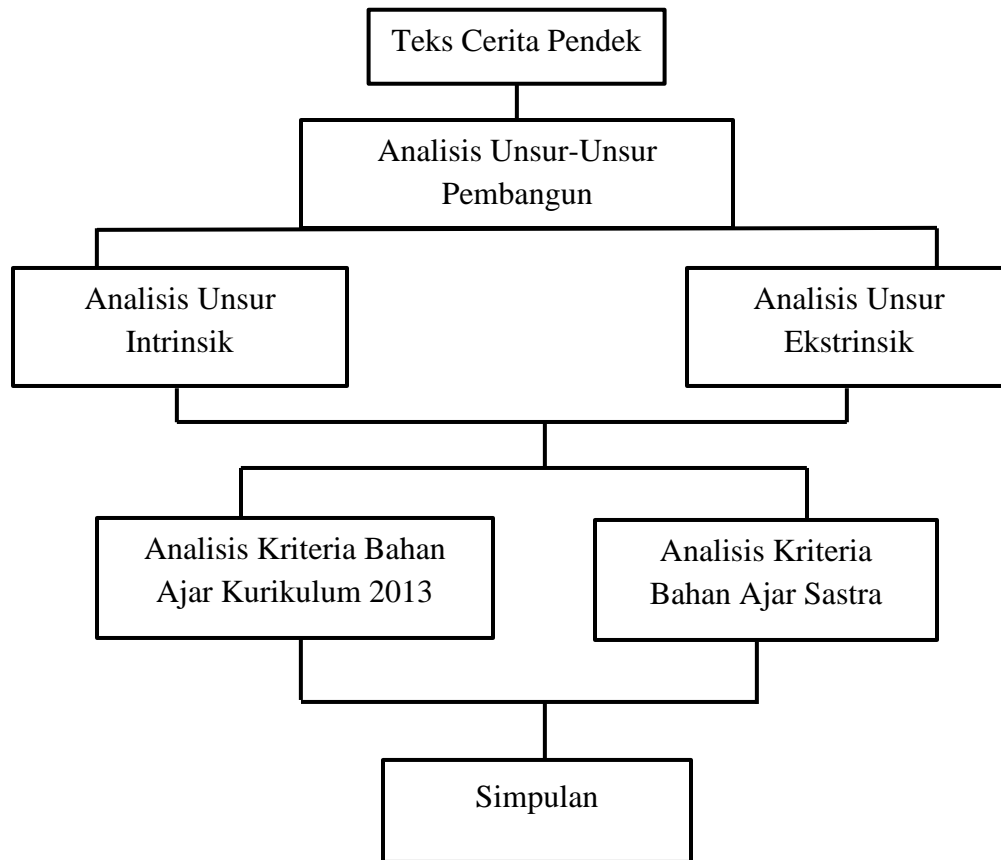 Teks Cerita Pendek
Analisis Unsur-Unsur
Pembangun
Analisis Unsur
Intrinsik
Analisis Unsur
Ekstrinsik
Analisis Kriteria Bahan
Ajar Kurikulum 2013
Analisis Kriteria
Bahan Ajar Sastra
Simpulan